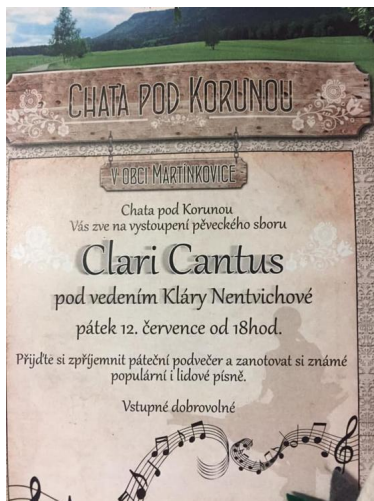 CHATA POD KORUNOU
V OBCI MARTÍNKOVICE
Chata pod Korunou
Vás zve na vystoupení pěveckého sboru
Clari Cantus
pod vedením Kláry Nentvichové
pátek 12. července od 18hod.
Přijďte si zpříjemnit páteční podvečer a zanotovat si známé
populární i lidové písně.
Vstupné dobrovolné